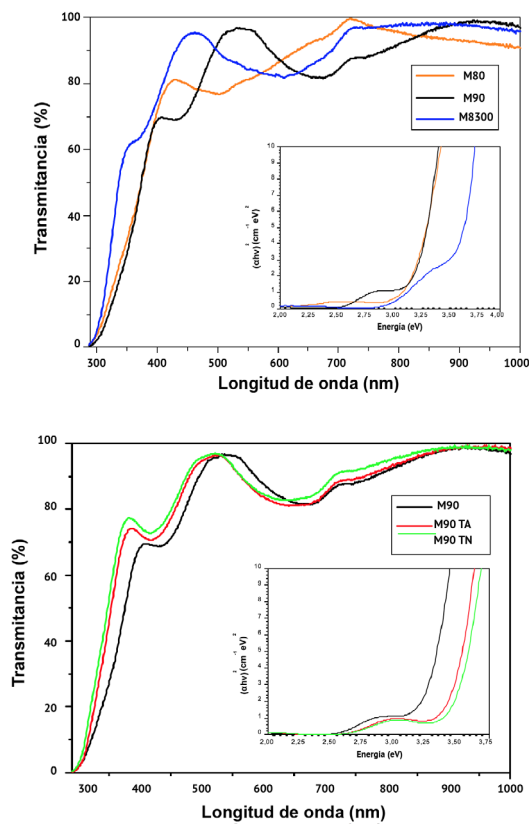 100
80
60
40
20
0
Transmitancia (%)
M80
M90
M8300
10
9
8
7
6
5
4
3
2
1
0
(αhν)² (cm⁻¹ eV)²
2,00 2,25 2,50 2,75 3,00 3,25 3,50 3,75 4,00
Energia (eV)
300 400 500 600 700 800 900 1000
Longitud de onda (nm)
100
80
60
40
20
0
Transmitancia (%)
M90
M90 TA
M90 TN
10
9
8
7
6
5
4
3
2
1
0
(αhν)² (cm⁻¹ eV)²
2,00 2,25 2,50 2,75 3,00 3,25 3,50 3,75
Energia (eV)
300 400 500 600 700 800 900 1000
Longitud de onda (nm)